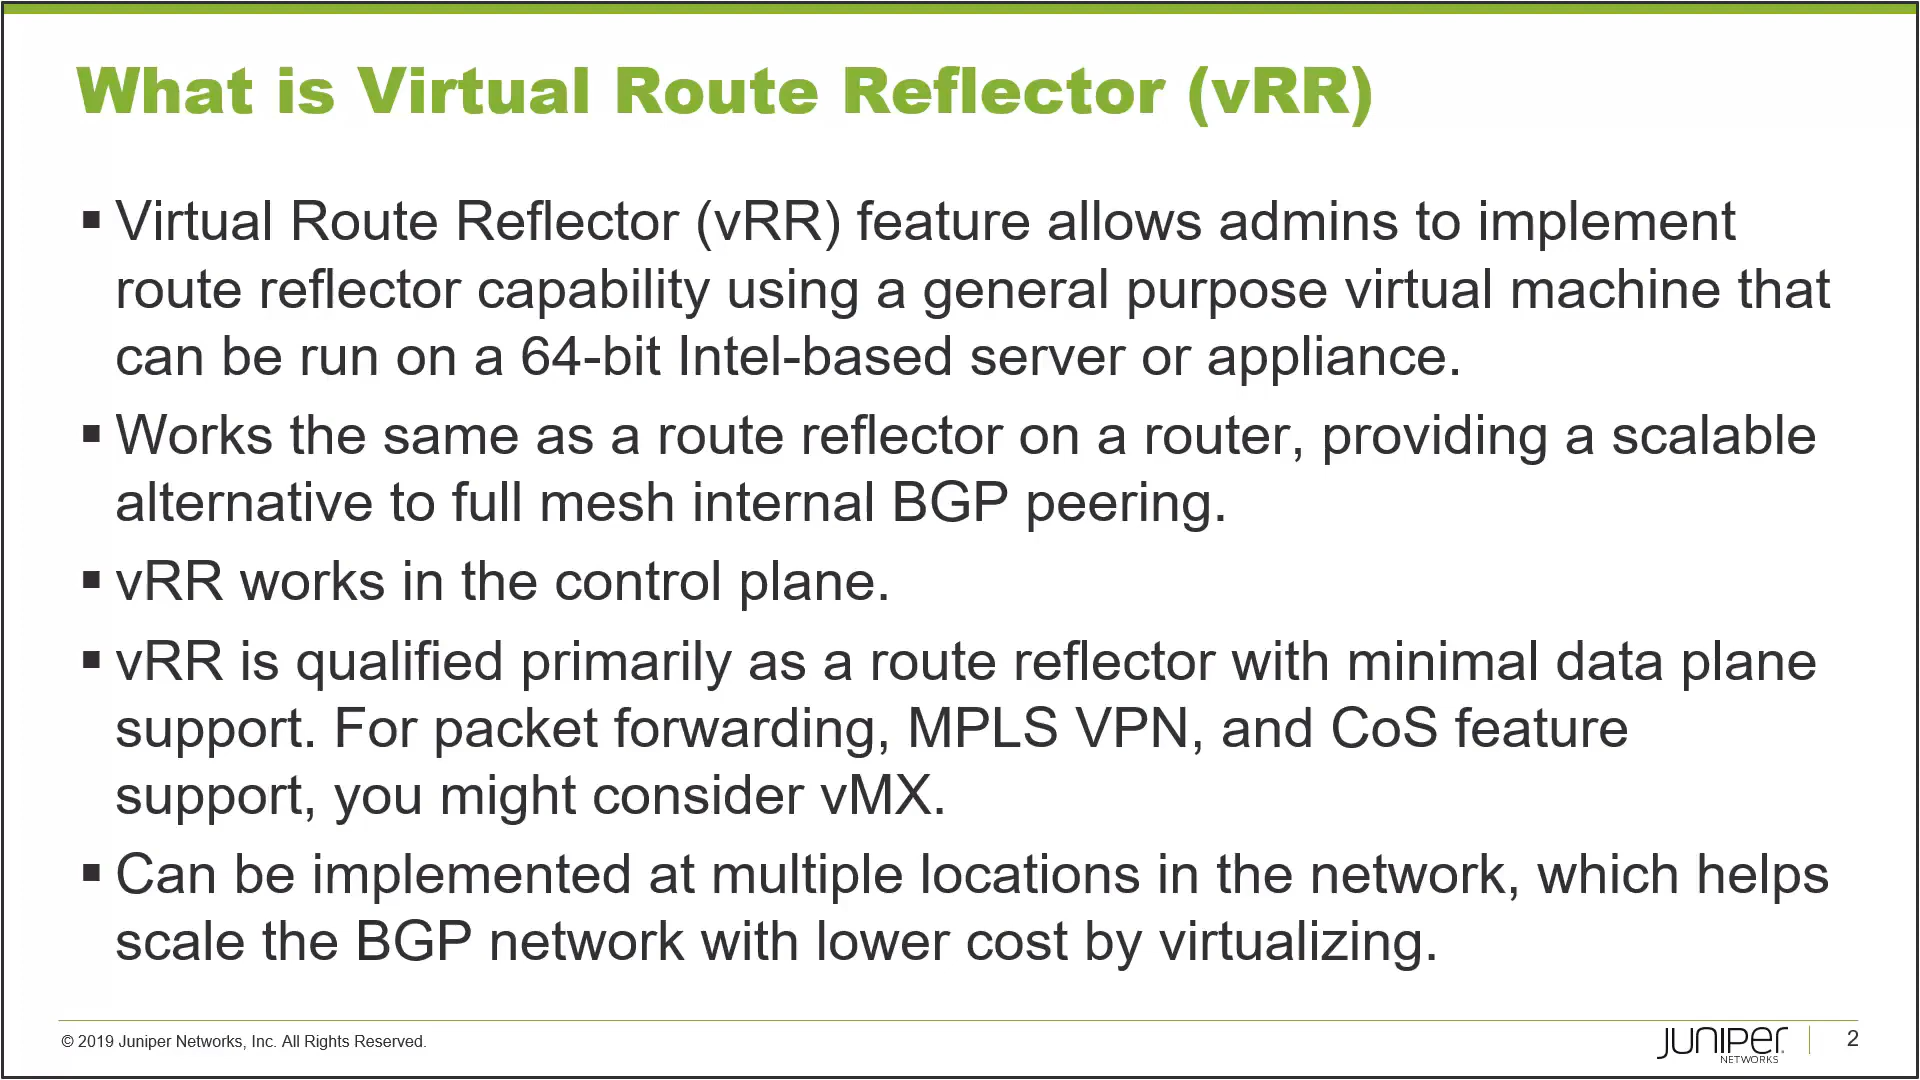 What is Virtual Route Reflector (vRR)
▪ Virtual Route Reflector (vRR) feature allows admins to implement
route reflector capability using a general purpose virtual machine that
can be run on a 64-bit Intel-based server or appliance.
▪ Works the same as a route reflector on a router, providing a scalable
alternative to full mesh internal BGP peering.
▪ vRR works in the control plane.
▪ vRR is qualified primarily as a route reflector with minimal data plane
support. For packet forwarding, MPLS VPN, and CoS feature
support, you might consider vMX.
▪ Can be implemented at multiple locations in the network, which helps
scale the BGP network with lower cost by virtualizing.
© 2019 Juniper Networks, Inc. All Rights Reserved.
JUNIPER
NETWORKS
2